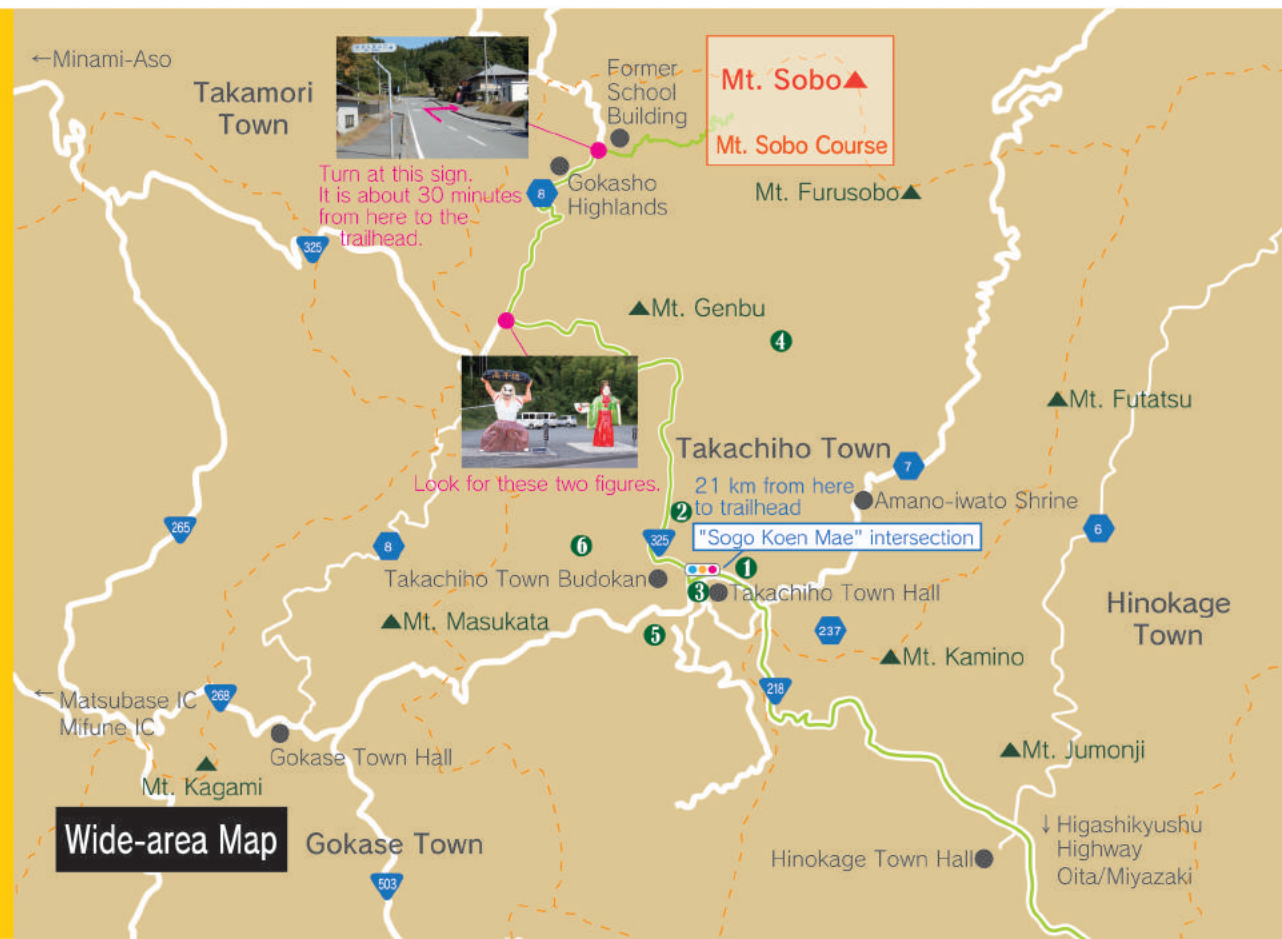 ←Minami-Aso
Takamori
Town
Former
School
Building
Mt. Sobo▲
Mt. Sobo Course
Turn at this sign.
It is about 30 minutes
from here to the
trailhead.
Gokasho
Highlands
8
Mt. Furusobo▲
325
▲Mt. Genbu
4
▲Mt. Futatsu
Look for these two figures.
Takachiho Town
7
21 km from here
to trailhead
Amano-iwato Shrine
2
265
6
325
"Sogo Koen Mae" intersection
6
8
1
Takachiho Town Budokan
3
Takachiho Town Hall
Hinokage
Town
▲Mt. Masukata
5
237
▲Mt. Kamino
←
Matsubase IC
Mifune IC
268
218
Gokase Town Hall
▲Mt. Jumonji
▲
Mt. Kagami
Wide-area Map
Gokase Town
↓Higashikyushu
Highway
Oita/Miyazaki
Hinokage Town Hall
503